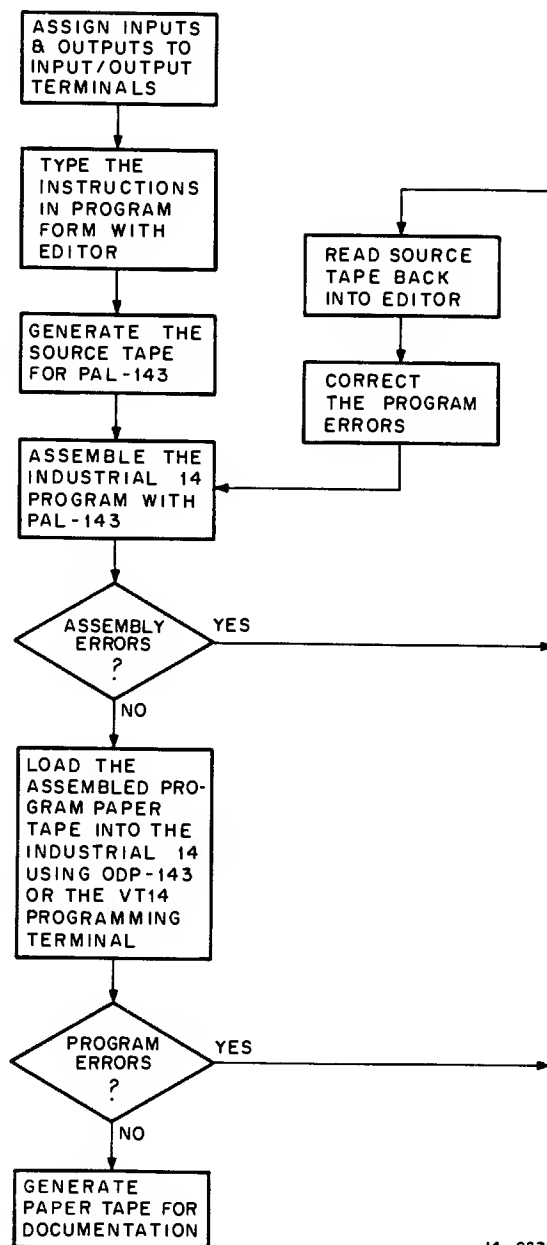 ASSIGN INPUTS
& OUTPUTS TO
INPUT/OUTPUT
TERMINALS
TYPE THE
INSTRUCTIONS
IN PROGRAM
FORM WITH
EDITOR
READ SOURCE
TAPE BACK
INTO EDITOR
GENERATE THE
SOURCE TAPE
FOR PAL-143
CORRECT
THE PROGRAM
ERRORS
ASSEMBLE THE
INDUSTRIAL 14
PROGRAM WITH
PAL-143
ASSEMBLY
ERRORS
?
YES
NO
LOAD THE
ASSEMBLED PRO-
GRAM PAPER
TAPE INTO THE
INDUSTRIAL 14
USING ODP-143
OR THE VT14
PROGRAMMING
TERMINAL
PROGRAM
ERRORS
?
YES
NO
GENERATE
PAPER TAPE FOR
DOCUMENTATION